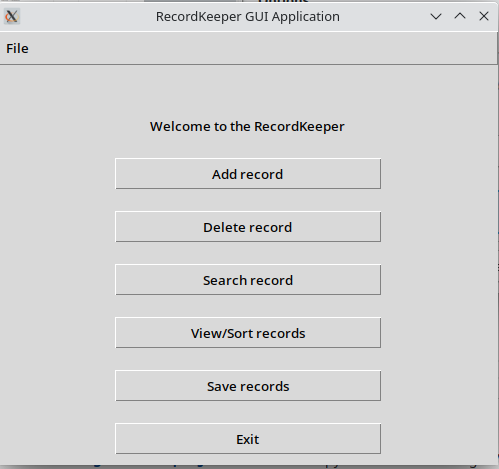 RecordKeeper GUI Application
File
Welcome to the RecordKeeper
Add record
Delete record
Search record
View/Sort records
Save records
Exit